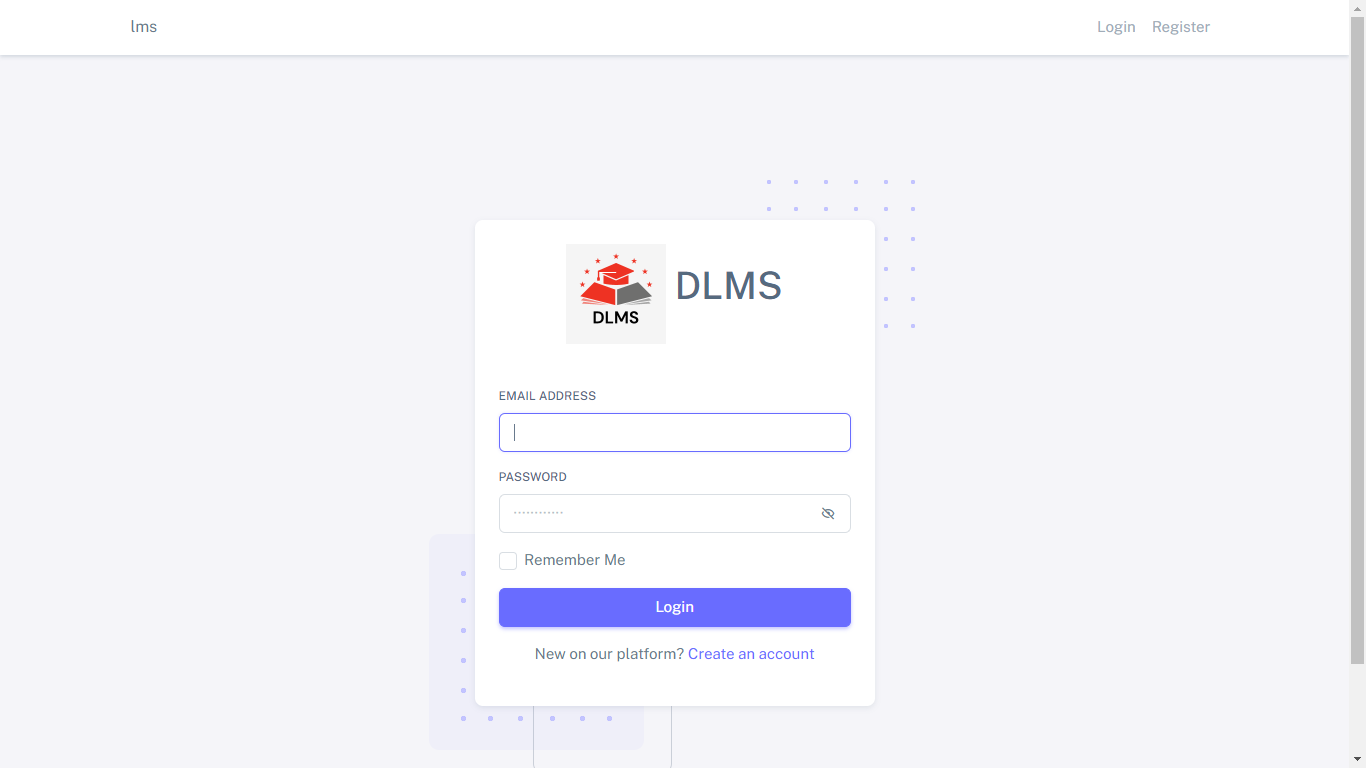 lms
Login Register
DLMS
DLMS
EMAIL ADDRESS
PASSWORD
············
Remember Me
Login
New on our platform? Create an account